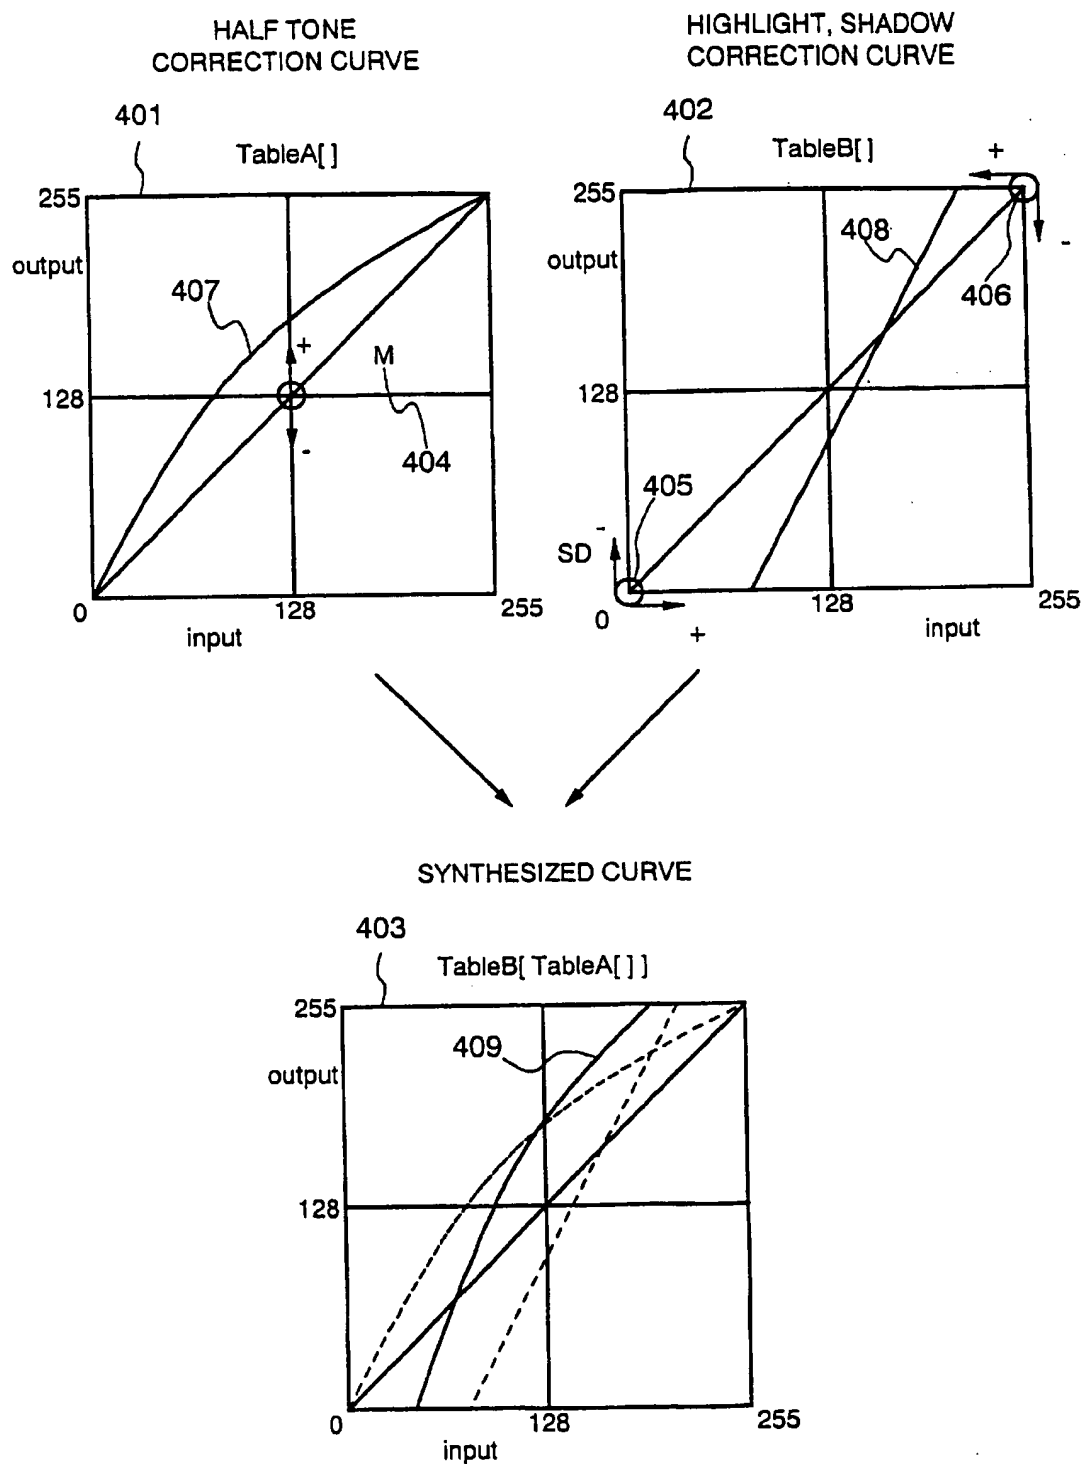 HALF TONE
CORRECTION CURVE
401
TableA[ ]
255
output
407
+
M
128
-
404
0
128
255
input
HIGHLIGHT, SHADOW
CORRECTION CURVE
402
TableB[ ]
+
255
408
-
output
406
128
405
-
SD
0
128
255
+
input
SYNTHESIZED CURVE
403
TableB[ TableA[ ] ]
255
409
output
128
0
128
255
input